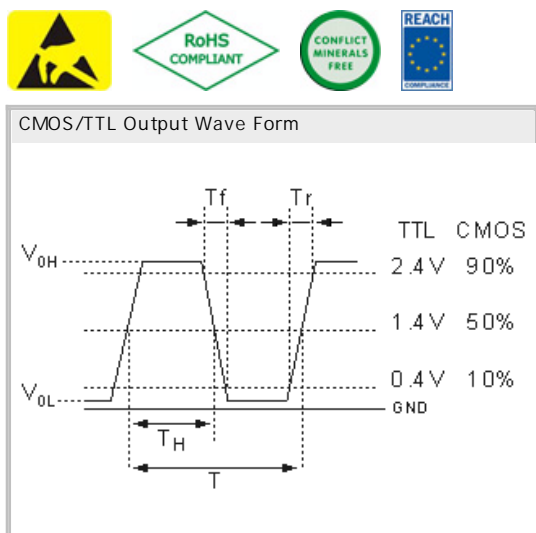 RoHS
COMPLIANT
CONFLICT
MINERALS
FREE
REACH
COMPLIANCE
CMOS/TTL Output Wave Form
Tf Tr
TTL CMOS
V0H 2.4V 90%
1.4V 50%
V0L 0.4V 10%
GND
TH
T